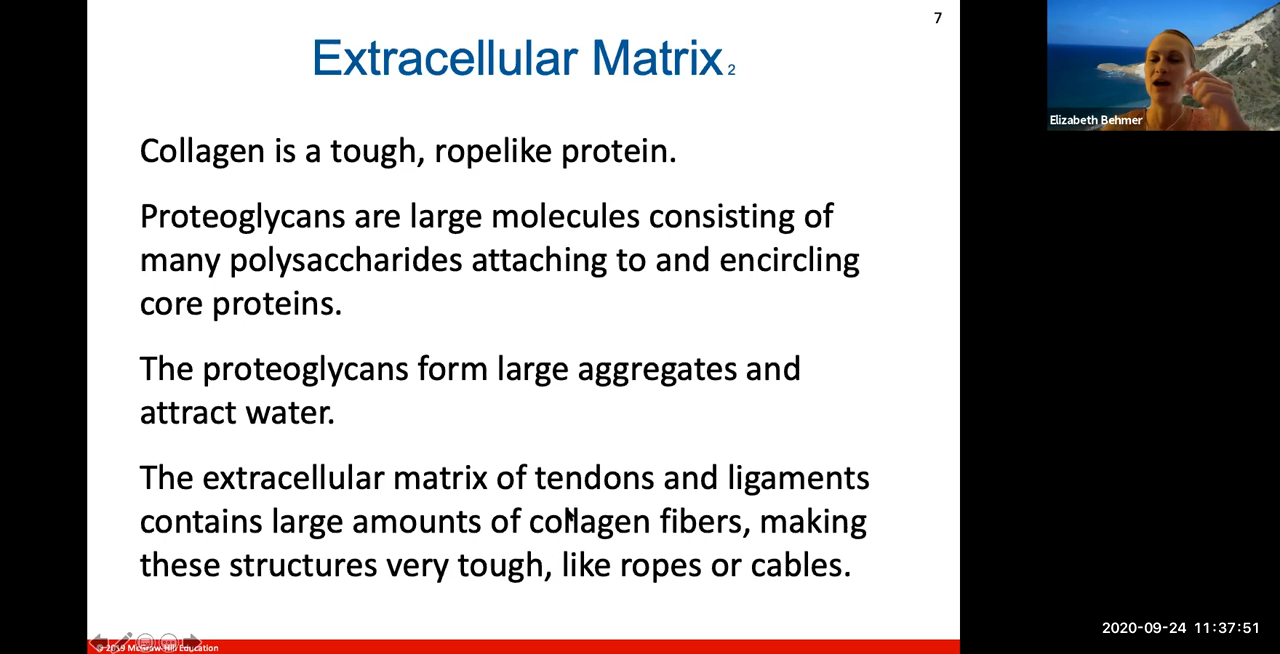 7
Extracellular Matrix 2
Elizabeth Behmer
Collagen is a tough, ropelike protein.
Proteoglycans are large molecules consisting of
many polysaccharides attaching to and encircling
core proteins.
The proteoglycans form large aggregates and
attract water.
The extracellular matrix of tendons and ligaments
contains large amounts of collagen fibers, making
these structures very tough, like ropes or cables.
© 2019 McGraw-Hill Education
2020-09-24 11:37:51